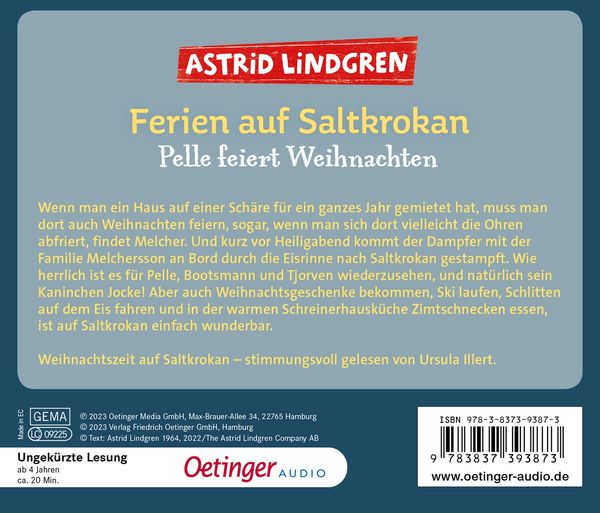 ASTRID LINDGREN
Ferien auf Saltkrokan
Pelle feiert Weihnachten
Wenn man ein Haus auf einer Schäre für ein ganzes Jahr gemietet hat, muss man
dort auch Weihnachten feiern, sogar, wenn man sich dort vielleicht die Ohren
abfriert, findet Melcher. Und kurz vor Heiligabend kommt der Dampfer mit der
Familie Melchersson an Bord durch die Eisrinne nach Saltkrokan gestampft. Wie
herrlich ist es für Pelle, Bootsmann und Tjorven wiederzusehen, und natürlich sein
Kaninchen Jocke! Aber auch Weihnachtsgeschenke bekommen, Ski laufen, Schlitten
auf dem Eis fahren und in der warmen Schreinerhausküche Zimtschnecken essen,
ist auf Saltkrokan einfach wunderbar.
Weihnachtszeit auf Saltkrokan – stimmungsvoll gelesen von Ursula Illert.
Made in EC
GEMA
LC 09225
℗ 2023 Oetinger Media GmbH, Max-Brauer-Allee 34, 22765 Hamburg
© 2023 Verlag Friedrich Oetinger GmbH, Hamburg
© Text: Astrid Lindgren 1964, 2022/The Astrid Lindgren Company AB
Ungekürzte Lesung
ab 4 Jahren
ca. 20 Min.
Oetinger AUDIO
ISBN 978-3-8373-9387-3
9 783837 393873
www.oetinger-audio.de